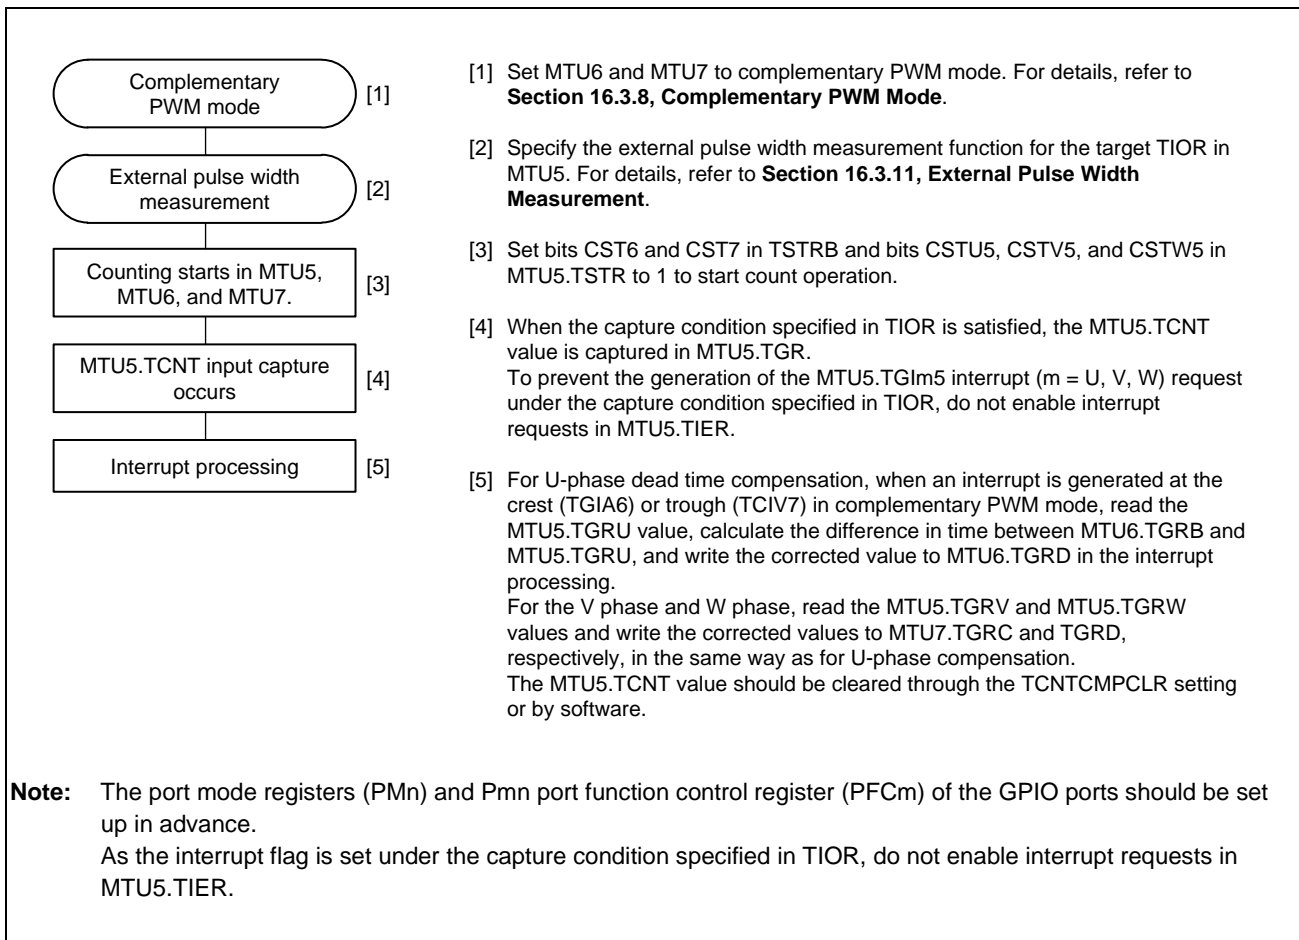 Complementary
PWM mode
[1]
External pulse width
measurement
[2]
Counting starts in MTU5,
MTU6, and MTU7.
[3]
MTU5.TCNT input capture
occurs
[4]
Interrupt processing
[5]
[1] Set MTU6 and MTU7 to complementary PWM mode. For details, refer to
Section 16.3.8, Complementary PWM Mode.
[2] Specify the external pulse width measurement function for the target TIOR in
MTU5. For details, refer to Section 16.3.11, External Pulse Width
Measurement.
[3] Set bits CST6 and CST7 in TSTRB and bits CSTU5, CSTV5, and CSTW5 in
MTU5.TSTR to 1 to start count operation.
[4] When the capture condition specified in TIOR is satisfied, the MTU5.TCNT
value is captured in MTU5.TGR.
To prevent the generation of the MTU5.TGIm5 interrupt (m = U, V, W) request
under the capture condition specified in TIOR, do not enable interrupt
requests in MTU5.TIER.
[5] For U-phase dead time compensation, when an interrupt is generated at the
crest (TGIA6) or trough (TCIV7) in complementary PWM mode, read the
MTU5.TGRU value, calculate the difference in time between MTU6.TGRB and
MTU5.TGRU, and write the corrected value to MTU6.TGRD in the interrupt
processing.
For the V phase and W phase, read the MTU5.TGRV and MTU5.TGRW
values and write the corrected values to MTU7.TGRC and TGRD,
respectively, in the same way as for U-phase compensation.
The MTU5.TCNT value should be cleared through the TCNTCMPCLR setting
or by software.
Note: The port mode registers (PMn) and Pmn port function control register (PFCm) of the GPIO ports should be set
up in advance.
As the interrupt flag is set under the capture condition specified in TIOR, do not enable interrupt requests in
MTU5.TIER.